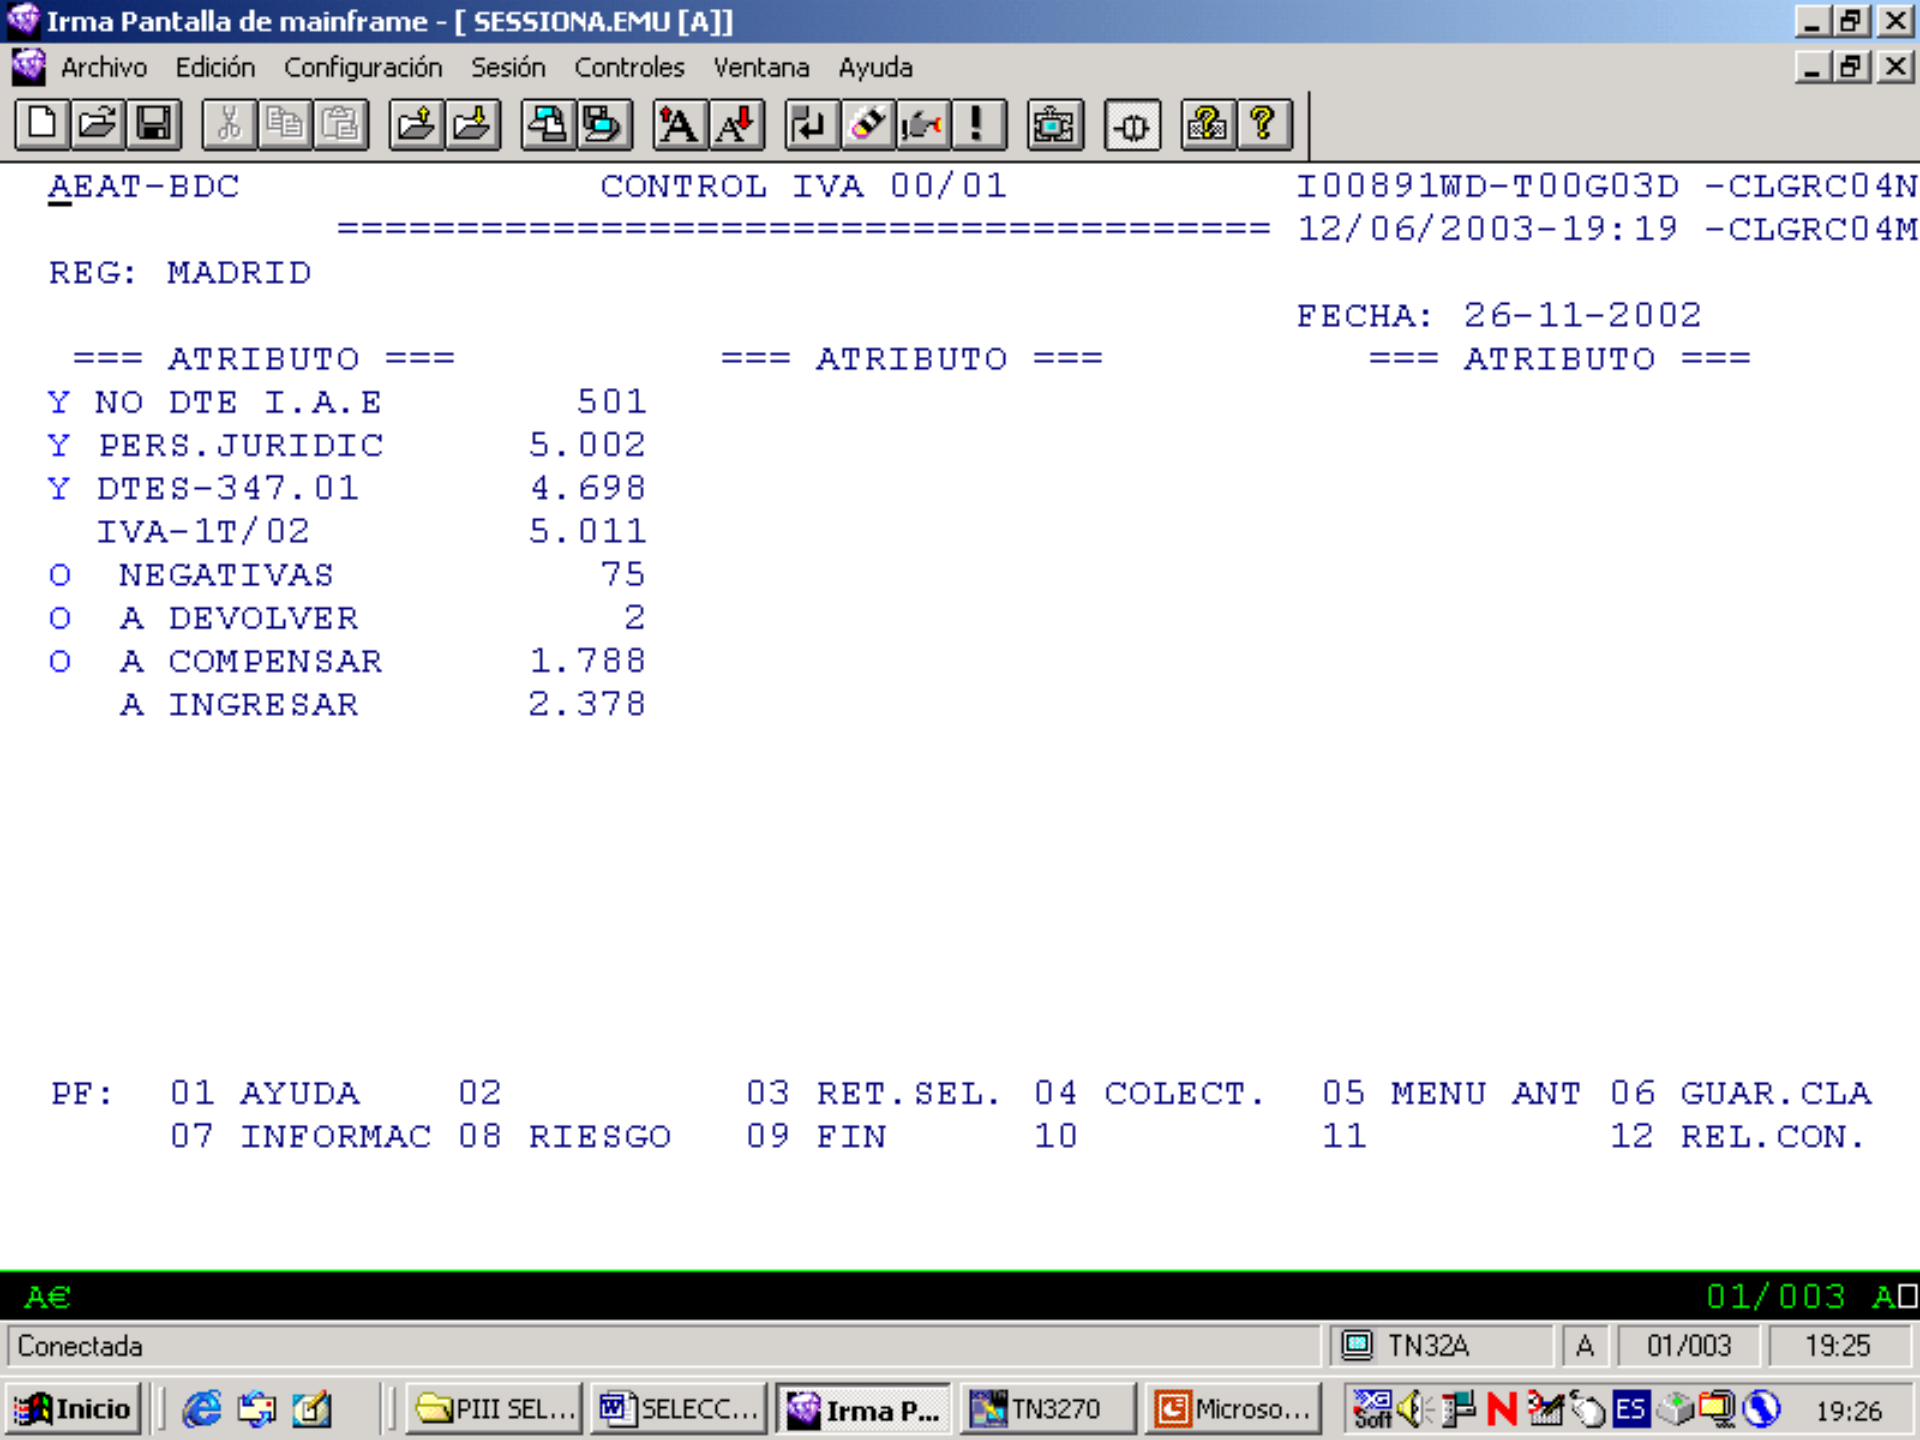 Irma Pantalla de mainframe - [ SESSIONA.EMU [A]]
Archivo Edición Configuración Sesión Controles Ventana Ayuda
AEAT-BDC CONTROL IVA 00/01 I00891WD-T00G03D -CLGRC04N
======================================= 12/06/2003-19:19 -CLGRC04M
REG: MADRID
FECHA: 26-11-2002
=== ATRIBUTO === === ATRIBUTO === === ATRIBUTO ===
Y NO DTE I.A.E 501
Y PERS.JURIDIC 5.002
Y DTES-347.01 4.698
IVA-1T/02 5.011
O NEGATIVAS 75
O A DEVOLVER 2
O A COMPENSAR 1.788
A INGRESAR 2.378
PF: 01 AYUDA 02 03 RET.SEL. 04 COLECT. 05 MENU ANT 06 GUAR.CLA
07 INFORMAC 08 RIESGO 09 FIN 10 11 12 REL.CON.
A€ 01/003 A
Conectada TN32A A 01/003 19:25
Inicio PIII SEL... SELECC... Irma P... TN3270 Microso... Soft N ES 19:26